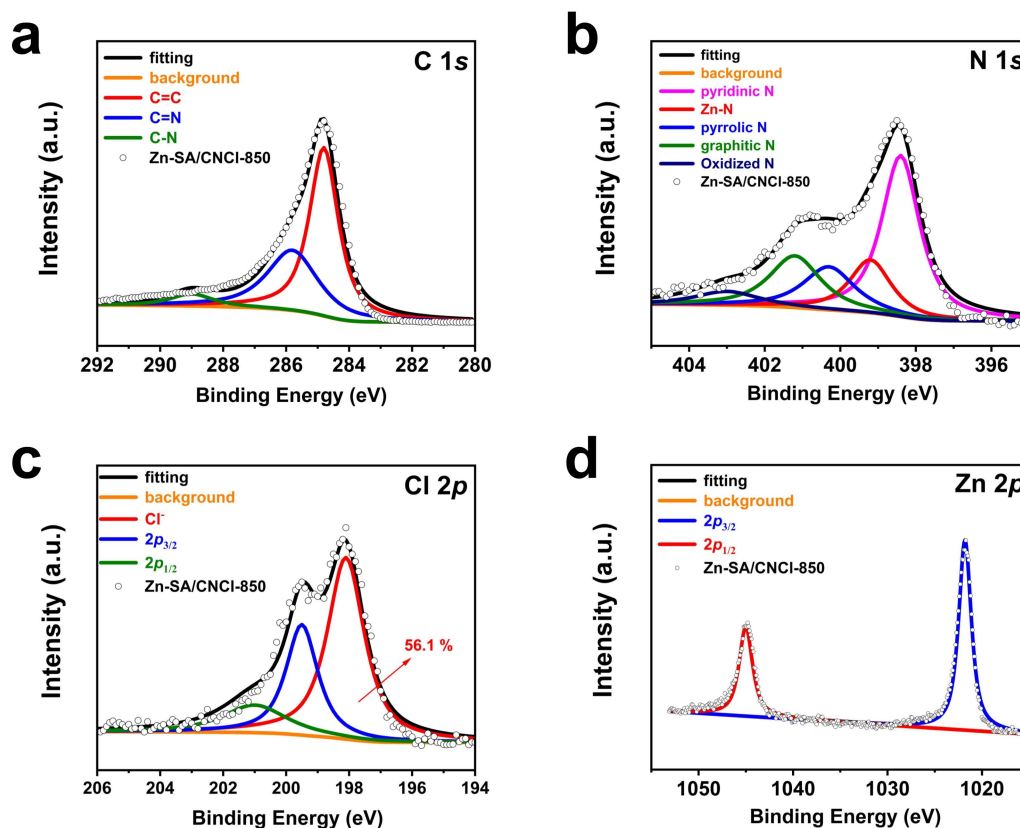 a
C 1s
fitting
background
C=C
C=N
C-N
Zn-SA/CNCl-850
Intensity (a.u.)
292 290 288 286 284 282 280
Binding Energy (eV)
b
N 1s
fitting
background
pyridinic N
Zn-N
pyrrolic N
graphitic N
Oxidized N
Zn-SA/CNCl-850
Intensity (a.u.)
404 402 400 398 396
Binding Energy (eV)
c
Cl 2p
fitting
background
Cl⁻
2p₃/₂
2p₁/₂
Zn-SA/CNCl-850
56.1 %
Intensity (a.u.)
206 204 202 200 198 196 194
Binding Energy (eV)
d
Zn 2p
fitting
background
2p₃/₂
2p₁/₂
Zn-SA/CNCl-850
Intensity (a.u.)
1050 1040 1030 1020
Binding Energy (eV)